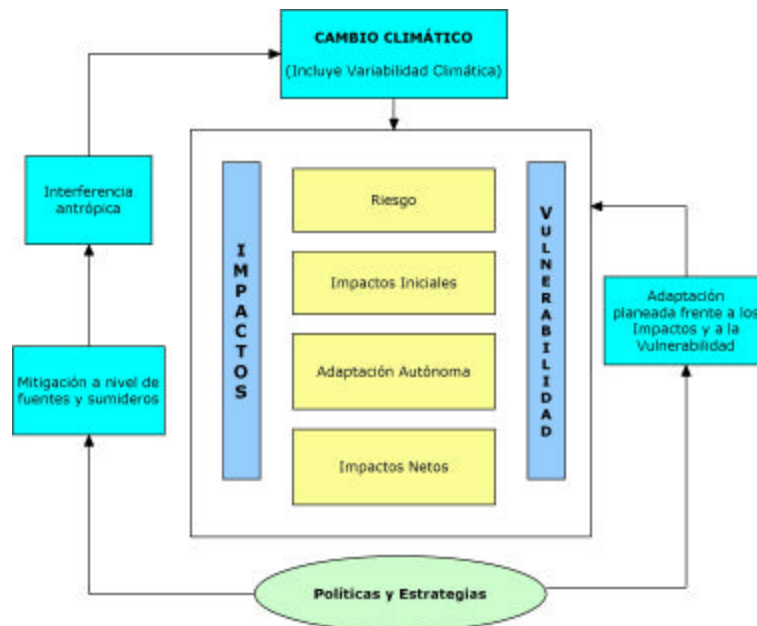 CAMBIO CLIMÁTICO
(Incluye Variabilidad Climática)
Interferencia
antrópica
Mitigación a nivel de
fuentes y sumideros
IMPACTOS
Riesgo
Impactos Iniciales
Adaptación Autónoma
Impactos Netos
VULNERABILIDAD
Adaptación
planeada frente a los
Impactos y a la
Vulnerabilidad
Políticas y Estrategias